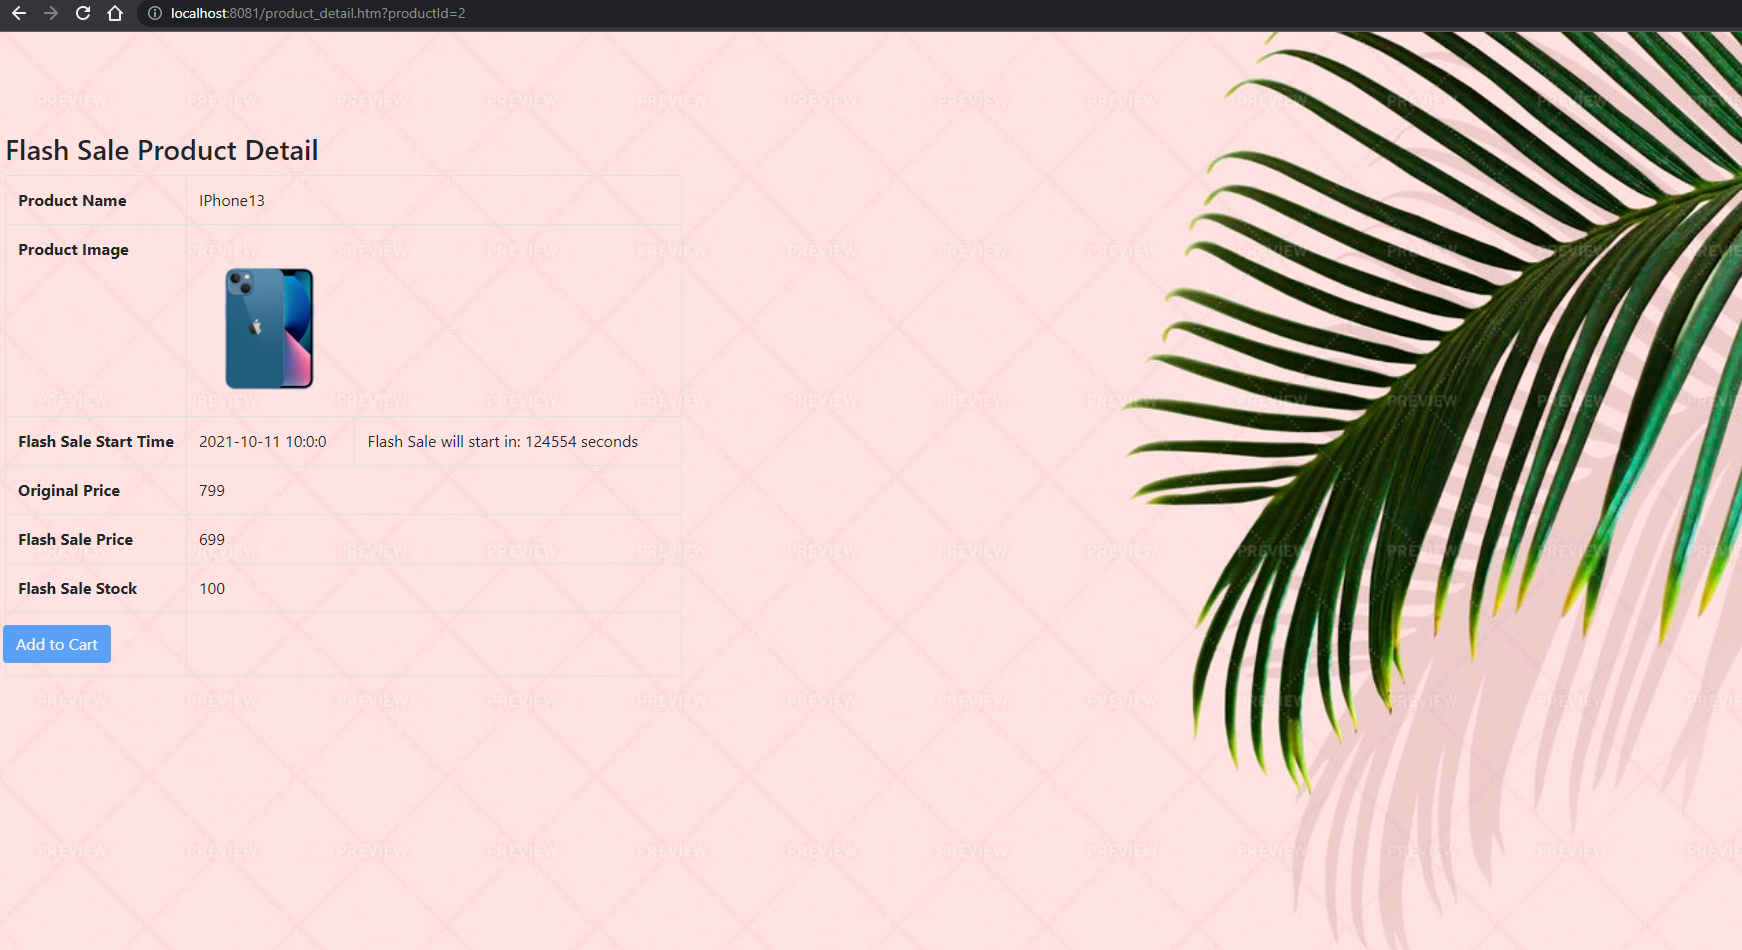 localhost:8081/product_detail.htm?productId=2
Flash Sale Product Detail
Product Name IPhone13
Product Image
Flash Sale Start Time 2021-10-11 10:0:0 Flash Sale will start in: 124554 seconds
Original Price 799
Flash Sale Price 699
Flash Sale Stock 100
Add to Cart
PREVIEW PREVIEW PREVIEW PREVIEW PREVIEW PREVIEW PREVIEW PREVIEW PREVIEW PREVIEW PREVIEW